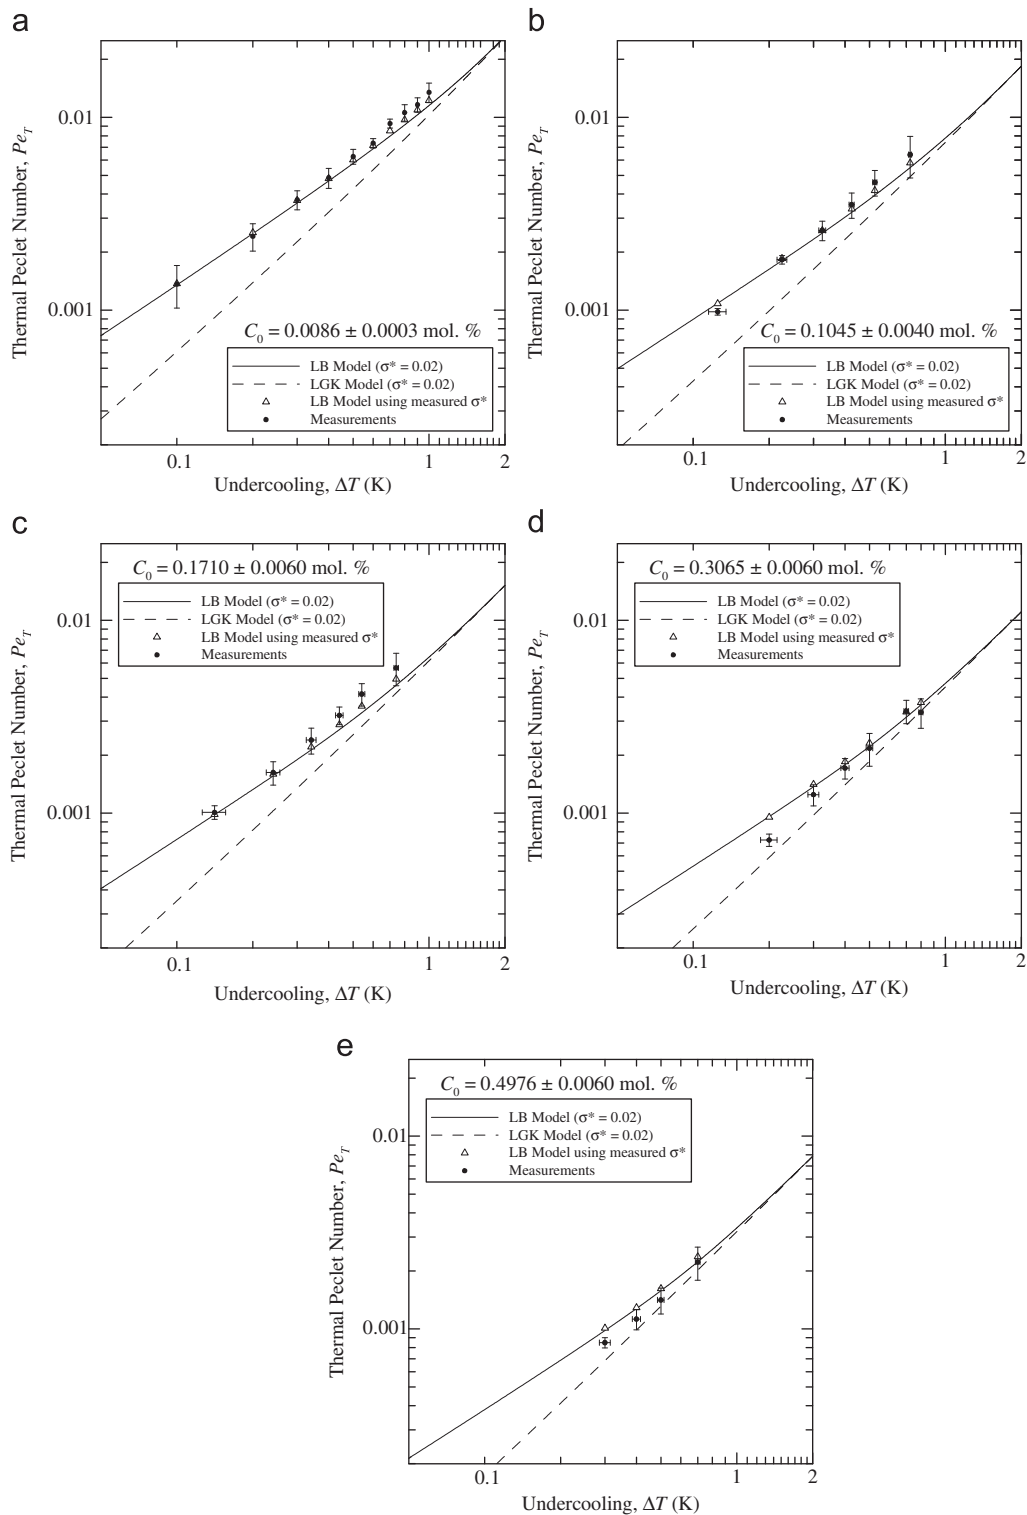 a
Thermal Peclet Number, Pe_T
0.01
0.001
C_0 = 0.0086 ± 0.0003 mol. %
LB Model (σ* = 0.02)
LGK Model (σ* = 0.02)
LB Model using measured σ*
Measurements
0.1 1 2
Undercooling, ΔT (K)
b
Thermal Peclet Number, Pe_T
0.01
0.001
C_0 = 0.1045 ± 0.0040 mol. %
LB Model (σ* = 0.02)
LGK Model (σ* = 0.02)
LB Model using measured σ*
Measurements
0.1 1 2
Undercooling, ΔT (K)
c
Thermal Peclet Number, Pe_T
C_0 = 0.1710 ± 0.0060 mol. %
LB Model (σ* = 0.02)
LGK Model (σ* = 0.02)
LB Model using measured σ*
Measurements
0.01
0.001
0.1 1 2
Undercooling, ΔT (K)
d
Thermal Peclet Number, Pe_T
C_0 = 0.3065 ± 0.0060 mol. %
LB Model (σ* = 0.02)
LGK Model (σ* = 0.02)
LB Model using measured σ*
Measurements
0.01
0.001
0.1 1 2
Undercooling, ΔT (K)
e
Thermal Peclet Number, Pe_T
C_0 = 0.4976 ± 0.0060 mol. %
LB Model (σ* = 0.02)
LGK Model (σ* = 0.02)
LB Model using measured σ*
Measurements
0.01
0.001
0.1 1 2
Undercooling, ΔT (K)